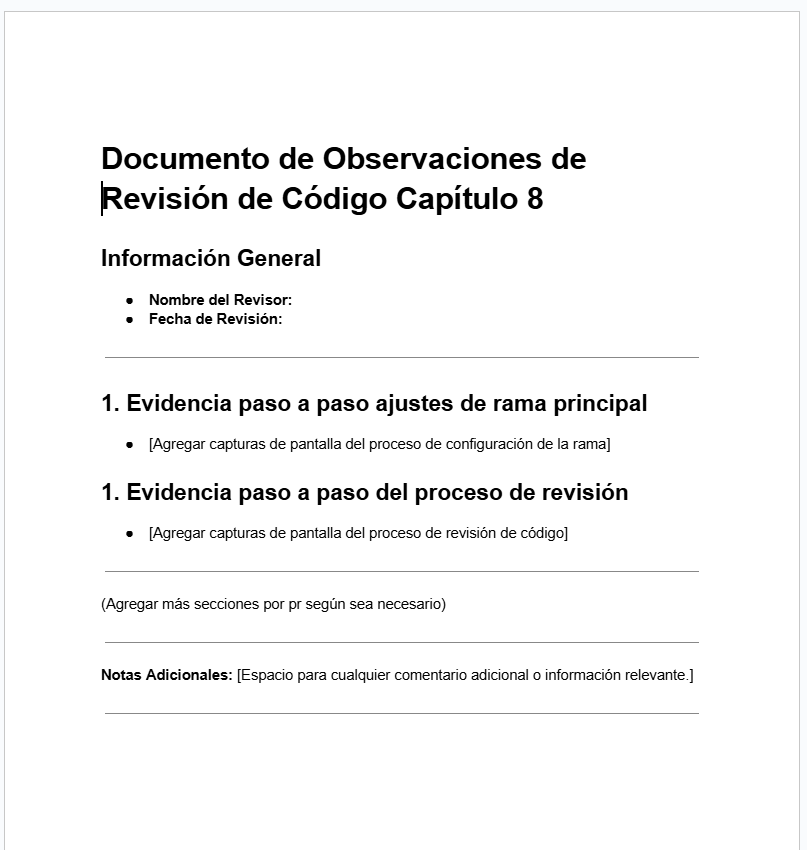 Documento de Observaciones de
Revisión de Código Capítulo 8
Información General
● Nombre del Revisor:
● Fecha de Revisión:
1. Evidencia paso a paso ajustes de rama principal
● [Agregar capturas de pantalla del proceso de configuración de la rama]
1. Evidencia paso a paso del proceso de revisión
● [Agregar capturas de pantalla del proceso de revisión de código]
(Agregar más secciones por pr según sea necesario)
Notas Adicionales: [Espacio para cualquier comentario adicional o información relevante.]